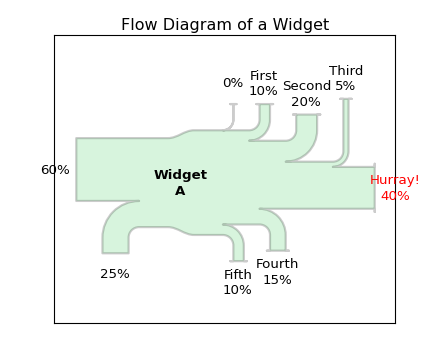 Flow Diagram of a Widget
0%
First
10%
Second
20%
Third
5%
60%
Widget
A
Hurray!
40%
25%
Fifth
10%
Fourth
15%